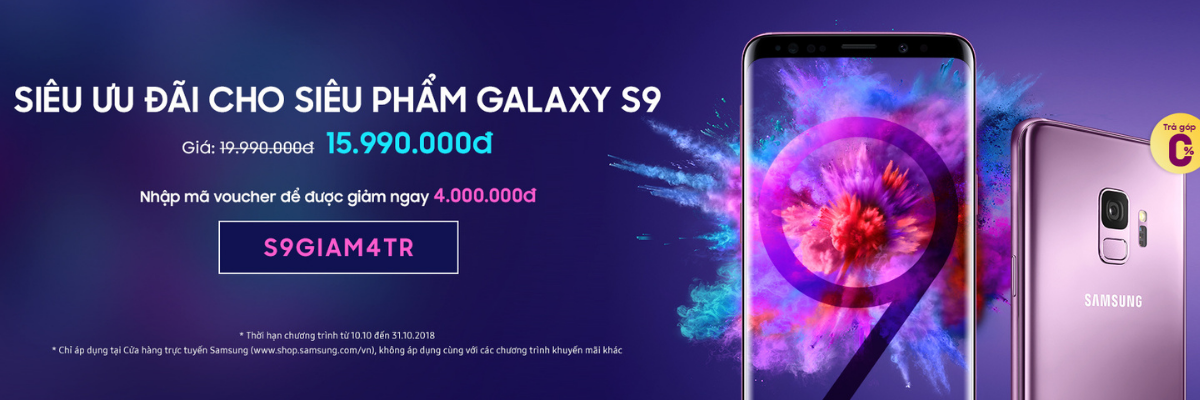 SIÊU ƯU ĐÃI CHO SIÊU PHẨM GALAXY S9
Giá: 19.990.000đ 15.990.000đ
Nhập mã voucher để được giảm ngay 4.000.000đ
S9GIAM4TR
* Thời hạn chương trình từ 10.10 đến 31.10.2018
* Chỉ áp dụng tại Cửa hàng trực tuyến Samsung (www.shop.samsung.com/vn), không áp dụng cùng với các chương trình khuyến mãi khác
9
Trả góp
0%
SAMSUNG